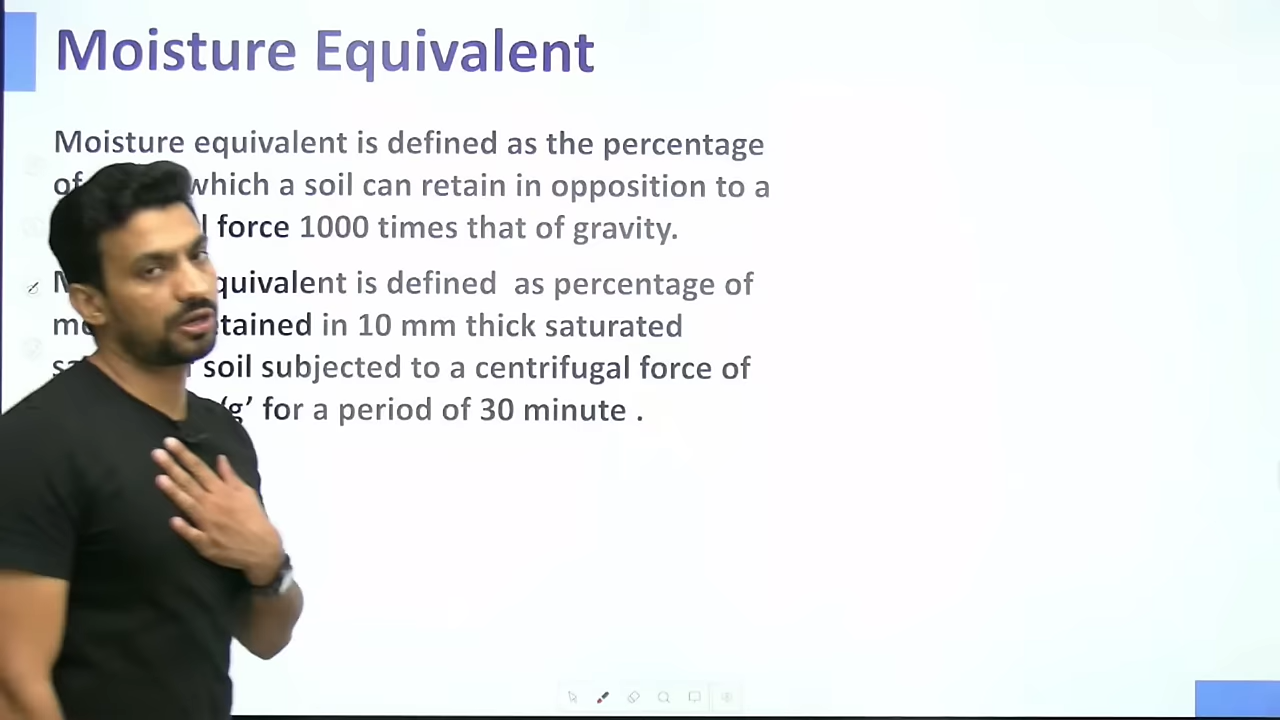 Moisture Equivalent
Moisture equivalent is defined as the percentage
of which a soil can retain in opposition to a
force 1000 times that of gravity.
equivalent is defined as percentage of
in 10 mm thick saturated
soil subjected to a centrifugal force of
‘g’ for a period of 30 minute .